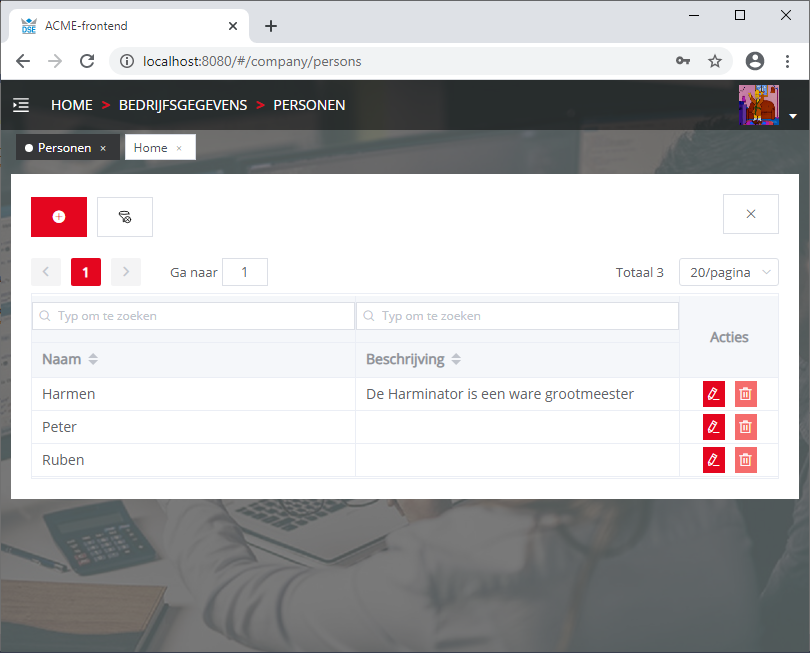 ACME-frontend
DSE
localhost:8080/#/company/persons
HOME > BEDRIJFSGEGEVENS > PERSONEN
Personen × Home ×
1 Ga naar 1 Totaal 3 20/pagina
Typ om te zoeken Typ om te zoeken
Acties
Naam Beschrijving
Harmen De Harminator is een ware grootmeester
Peter
Ruben